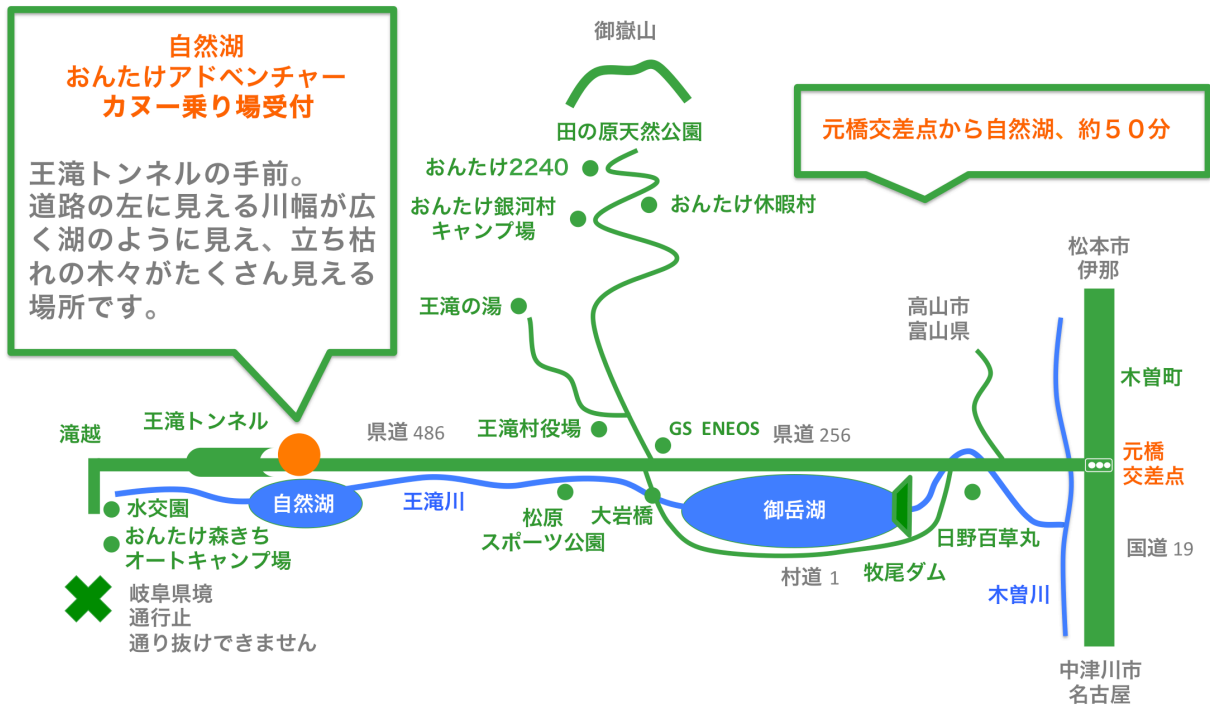 自然湖
おんたけアドベンチャー
カヌー乗り場受付
王滝トンネルの手前。
道路の左に見える川幅が広
く湖のように見え、立ち枯
れの木々がたくさん見える
場所です。
御嶽山
田の原天然公園
おんたけ2240
おんたけ銀河村
キャンプ場
おんたけ休暇村
元橋交差点から自然湖、約５０分
松本市
伊那
高山市
富山県
王滝の湯
木曽町
王滝トンネル
滝越
県道 486
王滝村役場
GS ENEOS
県道 256
元橋
交差点
水交園
自然湖
王滝川
松原
スポーツ公園
大岩橋
御岳湖
日野百草丸
おんたけ森きち
オートキャンプ場
国道 19
村道 1
牧尾ダム
木曽川
岐阜県境
通行止
通り抜けできません
中津川市
名古屋